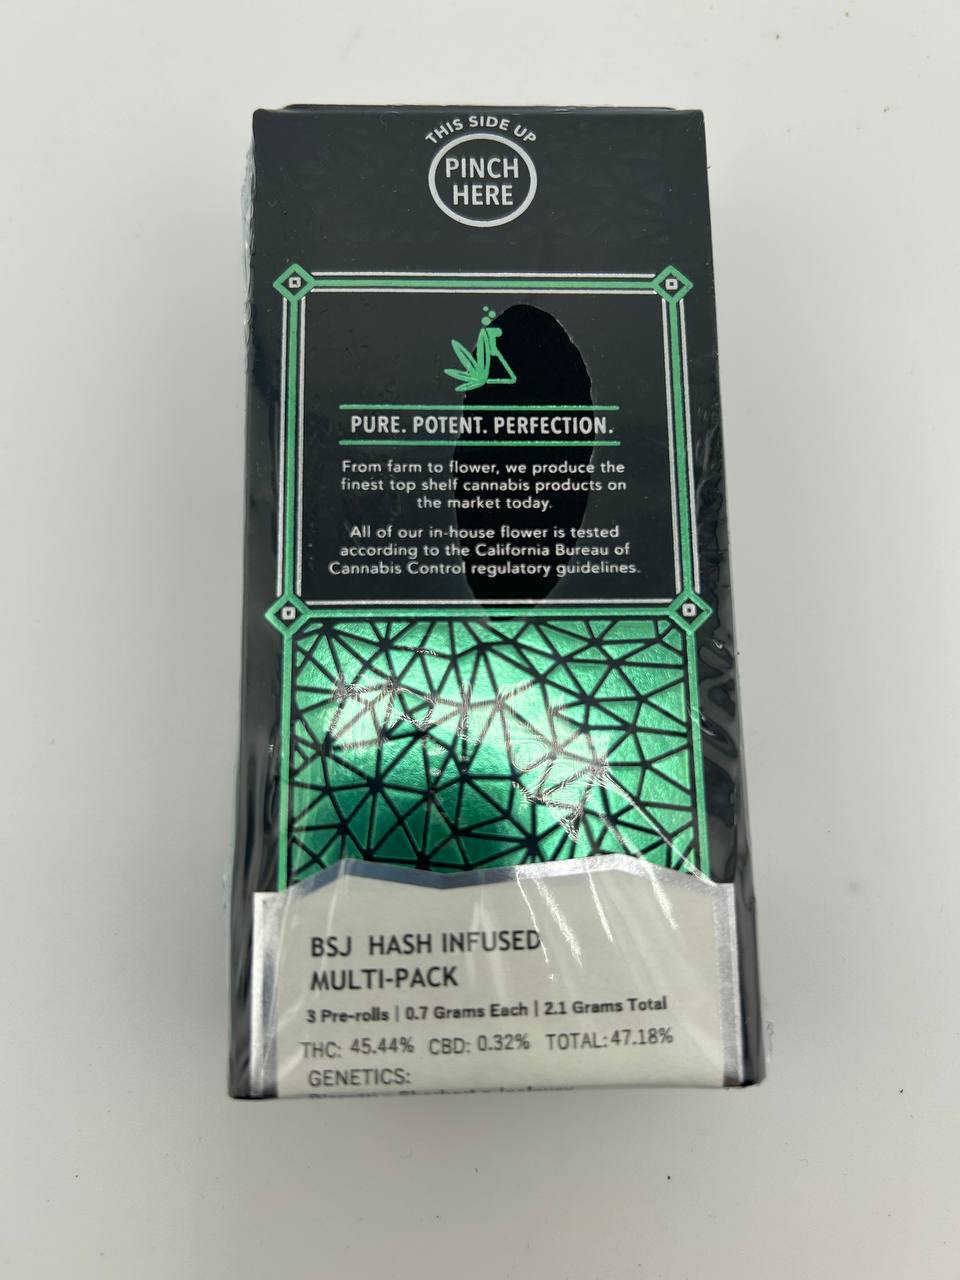 THIS SIDE UP
PINCH
HERE
PURE. POTENT. PERFECTION.
From farm to flower, we produce the
finest top shelf cannabis products on
the market today.
All of our in-house flower is tested
according to the California Bureau of
Cannabis Control regulatory guidelines.
BSJ HASH INFUSED
MULTI-PACK
3 Pre-rolls | 0.7 Grams Each | 2.1 Grams Total
THC: 45.44% CBD: 0.32% TOTAL: 47.18%
GENETICS: